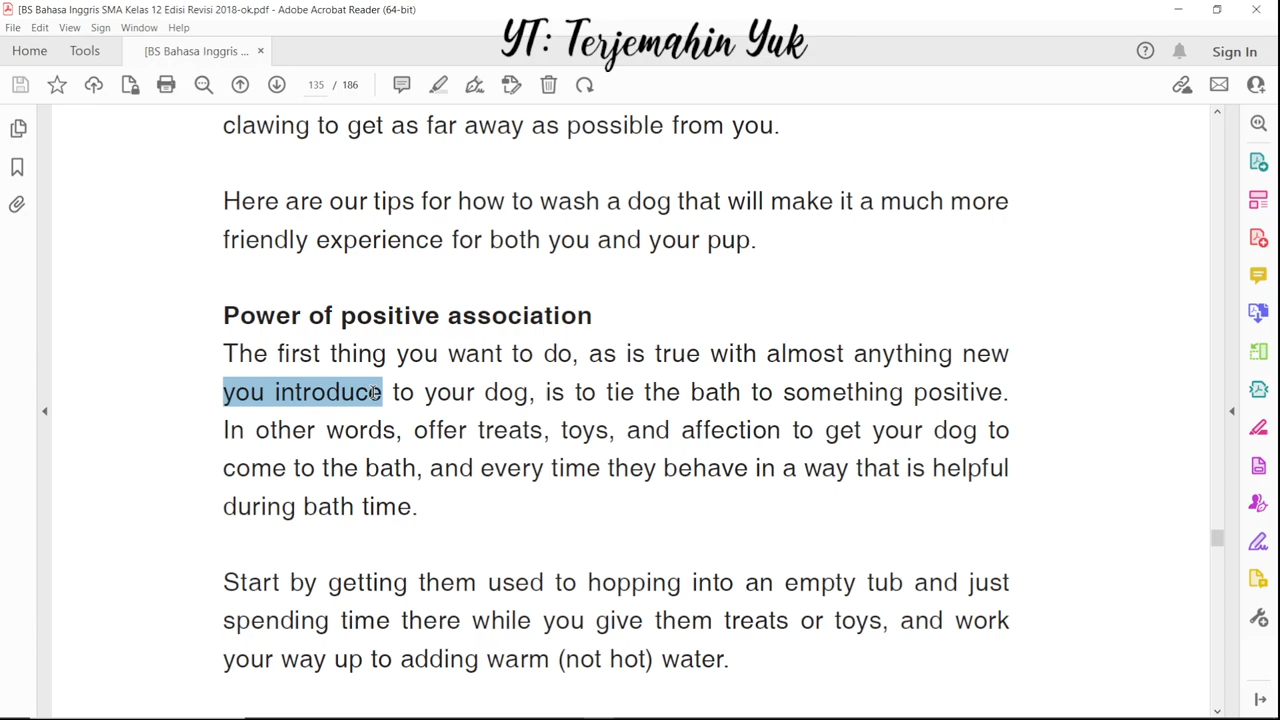 [BS Bahasa Inggris SMA Kelas 12 Edisi Revisi 2018-ok.pdf - Adobe Acrobat Reader (64-bit)
YT: Terjemahin Yuk
File Edit View Sign Window Help
Home Tools [BS Bahasa Inggris ... × Sign In
135 / 186
clawing to get as far away as possible from you.
Here are our tips for how to wash a dog that will make it a much more
friendly experience for both you and your pup.
Power of positive association
The first thing you want to do, as is true with almost anything new
you introduce to your dog, is to tie the bath to something positive.
In other words, offer treats, toys, and affection to get your dog to
come to the bath, and every time they behave in a way that is helpful
during bath time.
Start by getting them used to hopping into an empty tub and just
spending time there while you give them treats or toys, and work
your way up to adding warm (not hot) water.